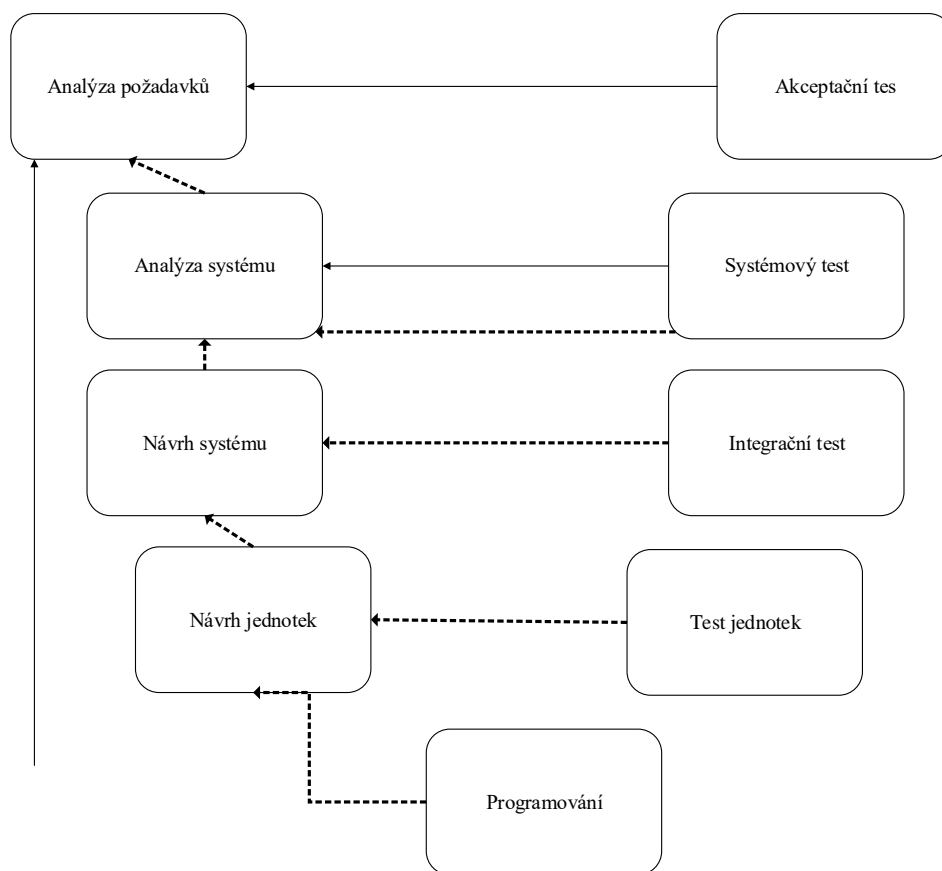 Analýza požadavků
Akceptační tes
Analýza systému
Systémový test
Návrh systému
Integrační test
Návrh jednotek
Test jednotek
Programování